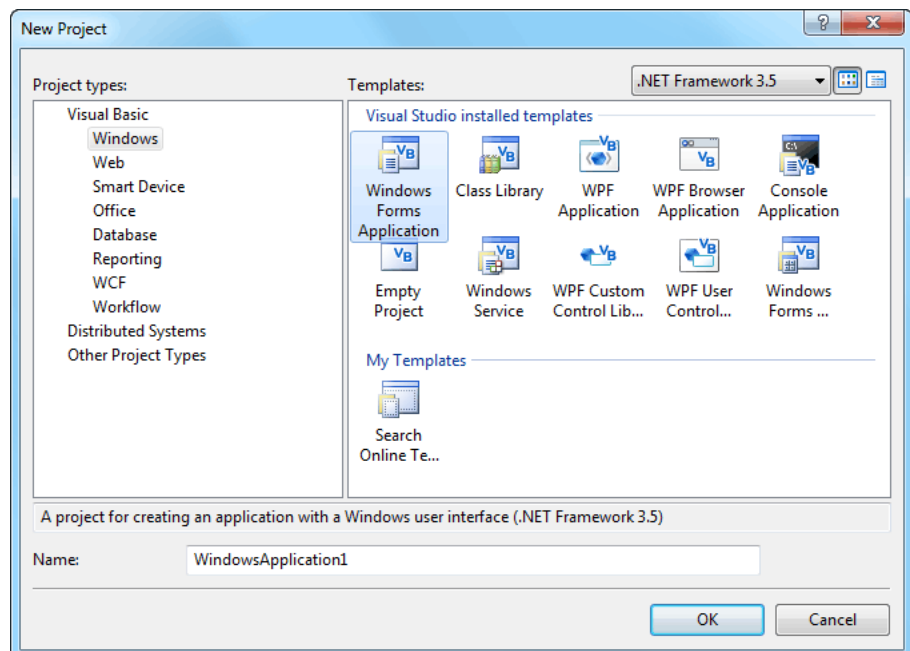 New Project
Project types:
Templates:
.NET Framework 3.5
Visual Basic
Windows
Web
Smart Device
Office
Database
Reporting
WCF
Workflow
Distributed Systems
Other Project Types
Visual Studio installed templates
Windows
Forms
Application
Class Library
WPF
Application
WPF Browser
Application
Console
Application
Empty
Project
Windows
Service
WPF Custom
Control Lib...
WPF User
Control...
Windows
Forms ...
My Templates
Search
Online Te...
A project for creating an application with a Windows user interface (.NET Framework 3.5)
Name:
WindowsApplication1
OK
Cancel